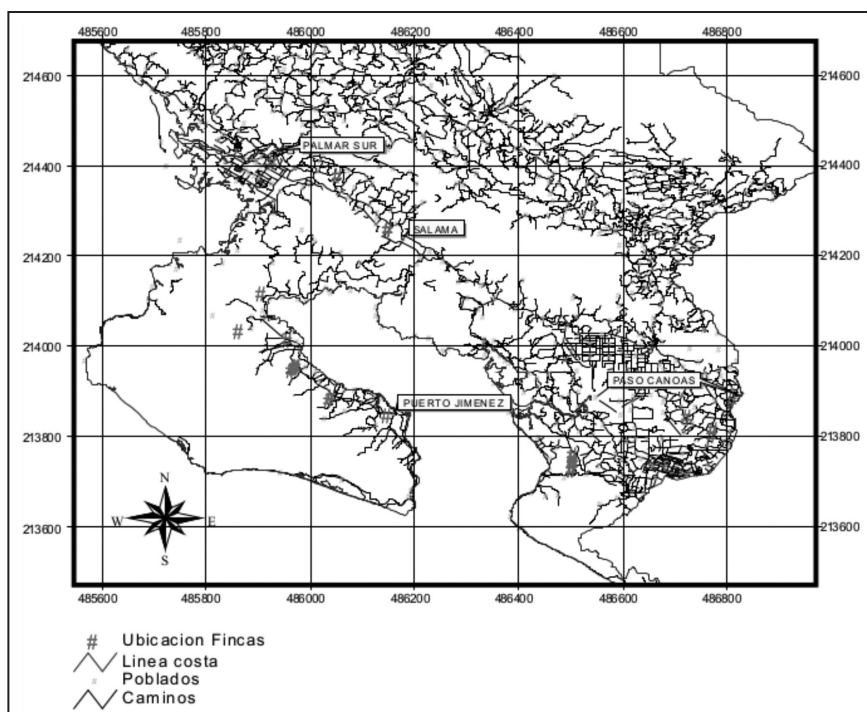 485600 485800 486000 486200 486400 486600 486800
214600 214600
PALMAR SUR
214400 214400
SALAMA
214200 214200
214000 214000
PASO CANOAS
PUERTO JIMENEZ
213800 213800
N
W E
S
213600 213600
485600 485800 486000 486200 486400 486600 486800
# Ubicacion Fincas
Linea costa
# Poblados
Caminos